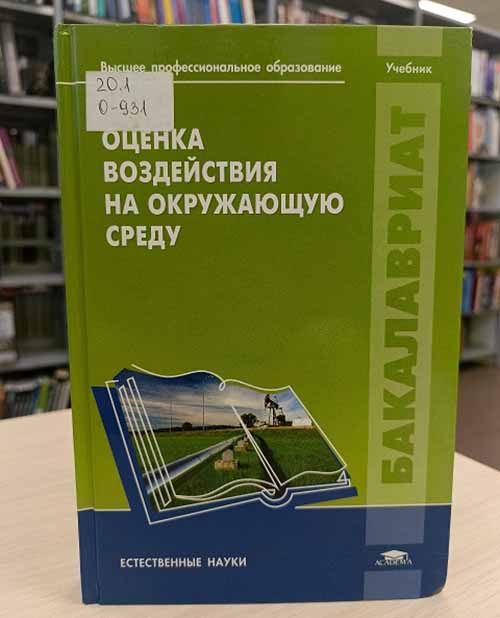 Высшее профессиональное образование
Учебник
20.1
О-931
ОЦЕНКА
ВОЗДЕЙСТВИЯ
НА ОКРУЖАЮЩУЮ
СРЕДУ
БАКАЛАВРИАТ
ЕСТЕСТВЕННЫЕ НАУКИ
ACADEMA